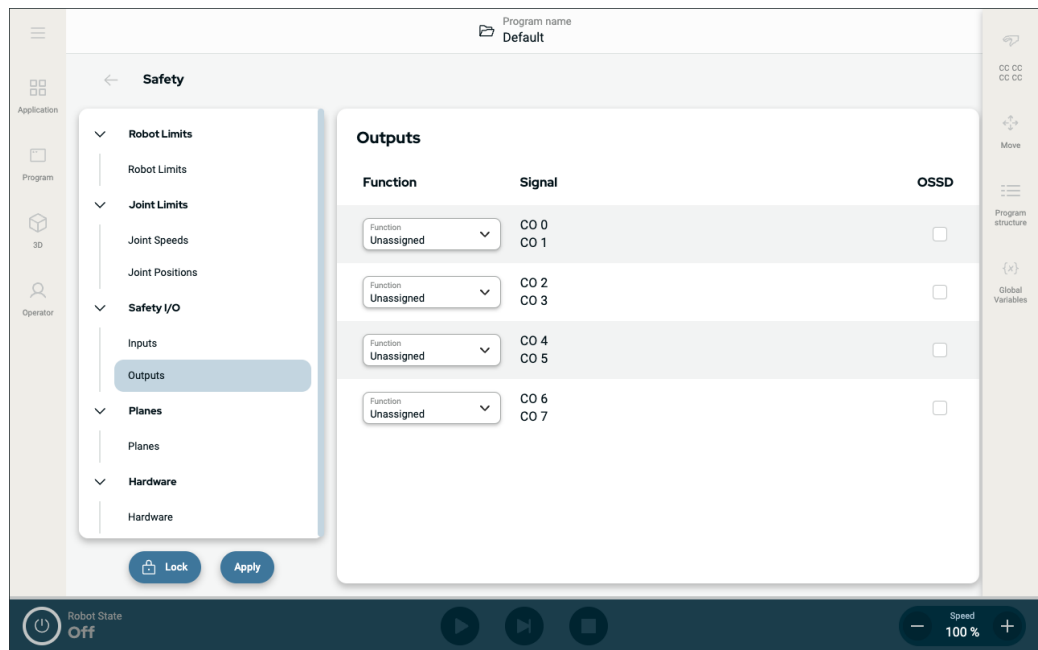 Program name
Default
Safety
Application
Program
3D
Operator
Robot Limits
Robot Limits
Joint Limits
Joint Speeds
Joint Positions
Safety I/O
Inputs
Outputs
Planes
Planes
Hardware
Hardware
Lock
Apply
Outputs
Function
Signal
OSSD
Function
Unassigned
CO 0
CO 1
Function
Unassigned
CO 2
CO 3
Function
Unassigned
CO 4
CO 5
Function
Unassigned
CO 6
CO 7
CC CC
CC CC
Move
Program
structure
{x}
Global
Variables
Robot State
Off
Speed
100 %